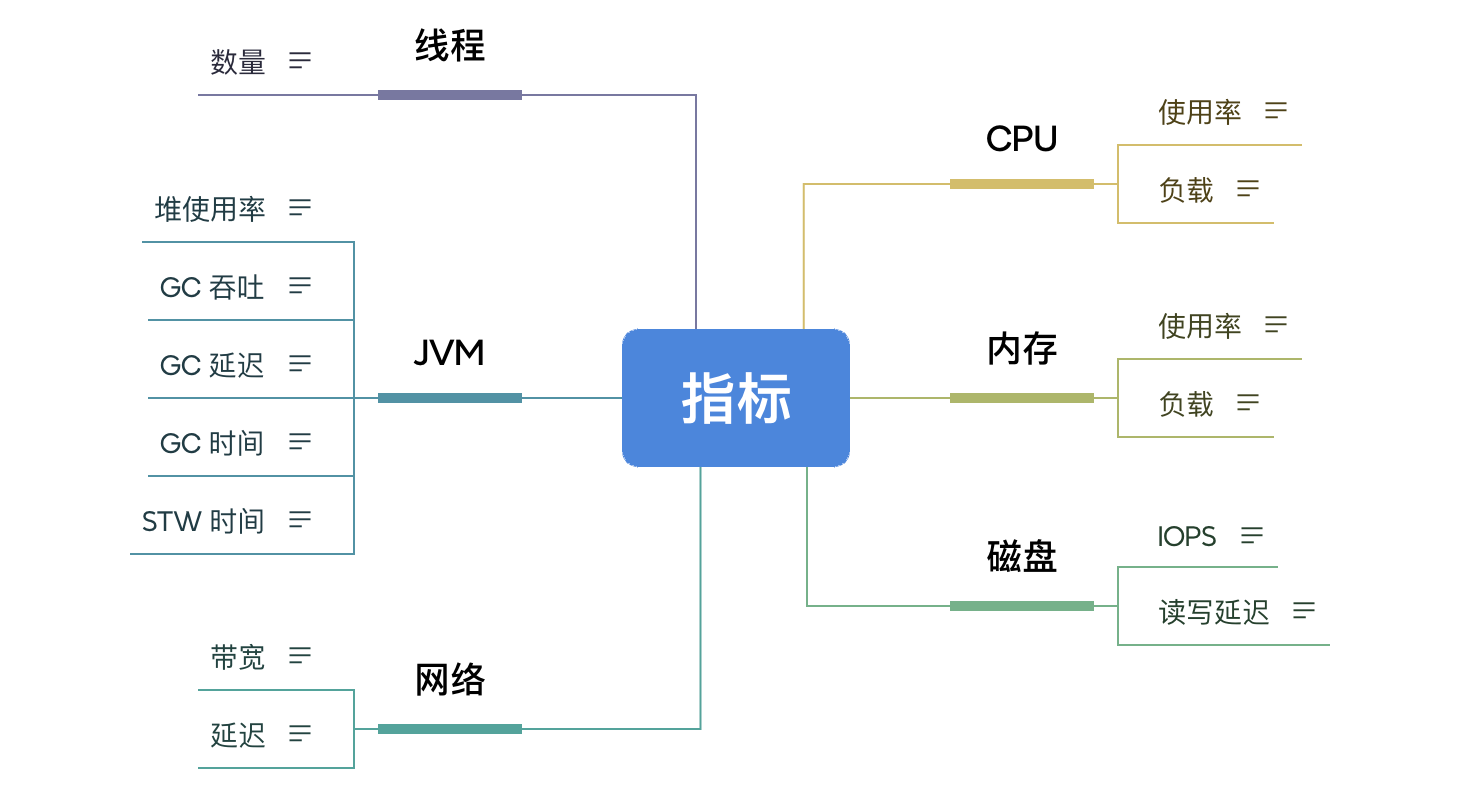 指标
线程
数量
JVM
堆使用率
GC 吞吐
GC 延迟
GC 时间
STW 时间
网络
带宽
延迟
CPU
使用率
负载
内存
使用率
负载
磁盘
IOPS
读写延迟